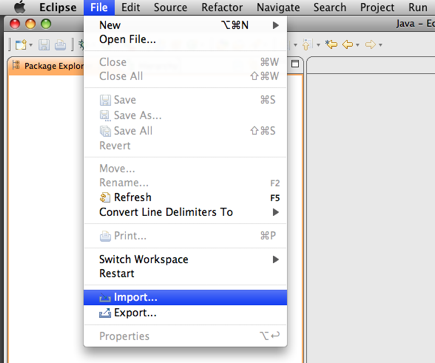 Eclipse File Edit Source Refactor Navigate Search Project Run
Java – Ec
Package Explor
New ⌥⌘N
Open File...
Close ⌘W
Close All ⇧⌘W
Save ⌘S
Save As...
Save All ⇧⌘S
Revert
Move...
Rename... F2
Refresh F5
Convert Line Delimiters To
Print... ⌘P
Switch Workspace
Restart
Import...
Export...
Properties ⌥↩